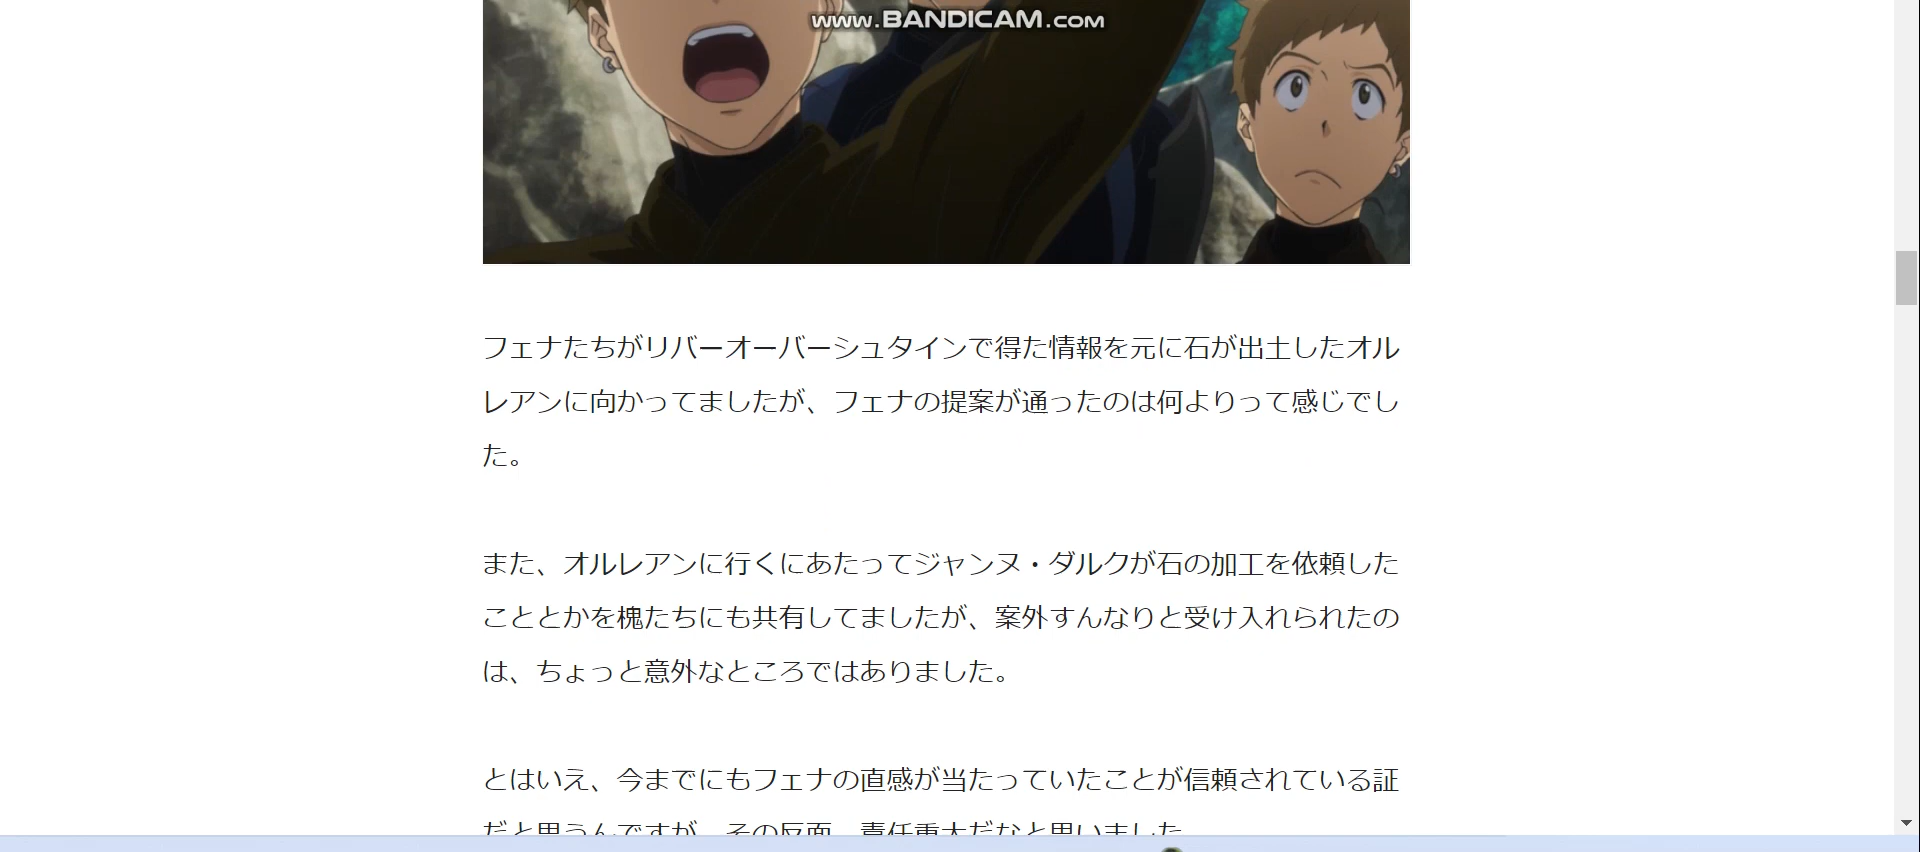 www.BANDICAM.com
フェナたちがリバーオーバーシュタインで得た情報を元に石が出土したオル
レアンに向かってましたが、フェナの提案が通ったのは何よりって感じでし
た。
また、オルレアンに行くにあたってジャンヌ・ダルクが石の加工を依頼した
こととかを槐たちにも共有してましたが、案外すんなりと受け入れられたの
は、ちょっと意外なところではありました。
とはいえ、今までにもフェナの直感が当たっていたことが信頼されている証
だと思うんですが、その反面、責任重大だなと思いました